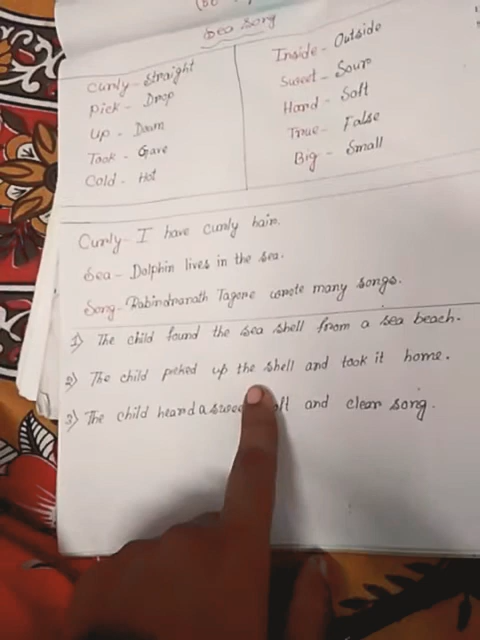 Sea Song
Curly - Straight
Pick - Drop
Up - Down
Took - Gave
Cold - Hot
Inside - Outside
Sweet - Sour
Hard - Soft
True - False
Big - Small
Curly - I have curly hair.
Sea - Dolphin lives in the sea.
Song - Rabindranath Tagore wrote many songs.
1) The child found the sea shell from a sea beach.
2) The child picked up the shell and took it home.
3) The child heard a and clear song.